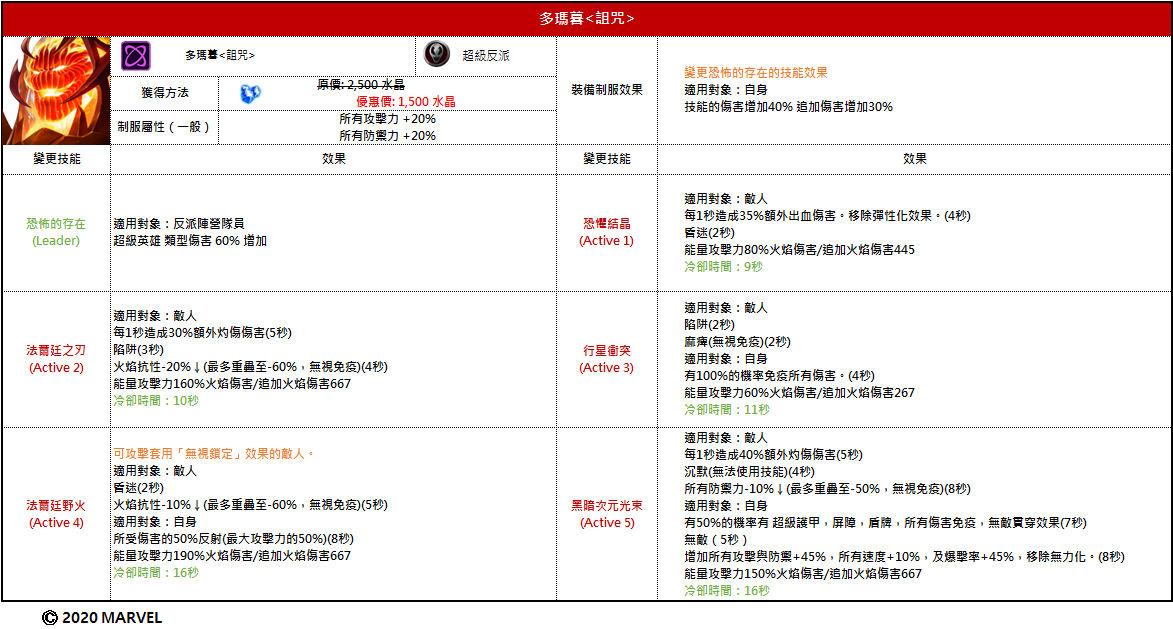 多瑪暮<詛咒>
多瑪暮<詛咒>
超級反派
獲得方法
原價: 2,500 水晶
優惠價: 1,500 水晶
制服屬性（一般）
所有攻擊力 +20%
所有防禦力 +20%
裝備制服效果
變更恐怖的存在的技能效果
適用對象：自身
技能的傷害增加40% 追加傷害增加30%
變更技能
效果
變更技能
效果
恐怖的存在
(Leader)
適用對象：反派陣營隊員
超級英雄 類型傷害 60% 增加
恐懼結晶
(Active 1)
適用對象：敵人
每1秒造成35%額外出血傷害。移除彈性化效果。(4秒)
昏迷(2秒)
能量攻擊力80%火焰傷害/追加火焰傷害445
冷卻時間：9秒
法爾廷之刃
(Active 2)
適用對象：敵人
每1秒造成30%額外灼傷傷害(5秒)
陷阱(3秒)
火焰抗性-20%↓(最多重疊至-60%，無視免疫)(4秒)
能量攻擊力160%火焰傷害/追加火焰傷害667
冷卻時間：10秒
行星衝突
(Active 3)
適用對象：敵人
陷阱(2秒)
麻痺(無視免疫)(2秒)
適用對象：自身
有100%的機率免疫所有傷害。(4秒)
能量攻擊力60%火焰傷害/追加火焰傷害267
冷卻時間：11秒
法爾廷野火
(Active 4)
可攻擊套用「無視鎖定」效果的敵人。
適用對象：敵人
昏迷(2秒)
火焰抗性-10%↓(最多重疊至-60%，無視免疫)(5秒)
適用對象：自身
所受傷害的50%反射(最大攻擊力的50%)(8秒)
能量攻擊力190%火焰傷害/追加火焰傷害667
冷卻時間：16秒
黑暗次元光束
(Active 5)
適用對象：敵人
每1秒造成40%額外灼傷傷害(5秒)
沉默(無法使用技能)(4秒)
所有防禦力-10%↓(最多重疊至-50%，無視免疫)(8秒)
適用對象：自身
有50%的機率有 超級護甲，屏障，盾牌，所有傷害免疫，無敵貫穿效果(7秒)
無敵（5秒）
增加所有攻擊與防禦+45%，所有速度+10%，及爆擊率+45%，移除無力化。(8秒)
能量攻擊力150%火焰傷害/追加火焰傷害667
冷卻時間：16秒
© 2020 MARVEL